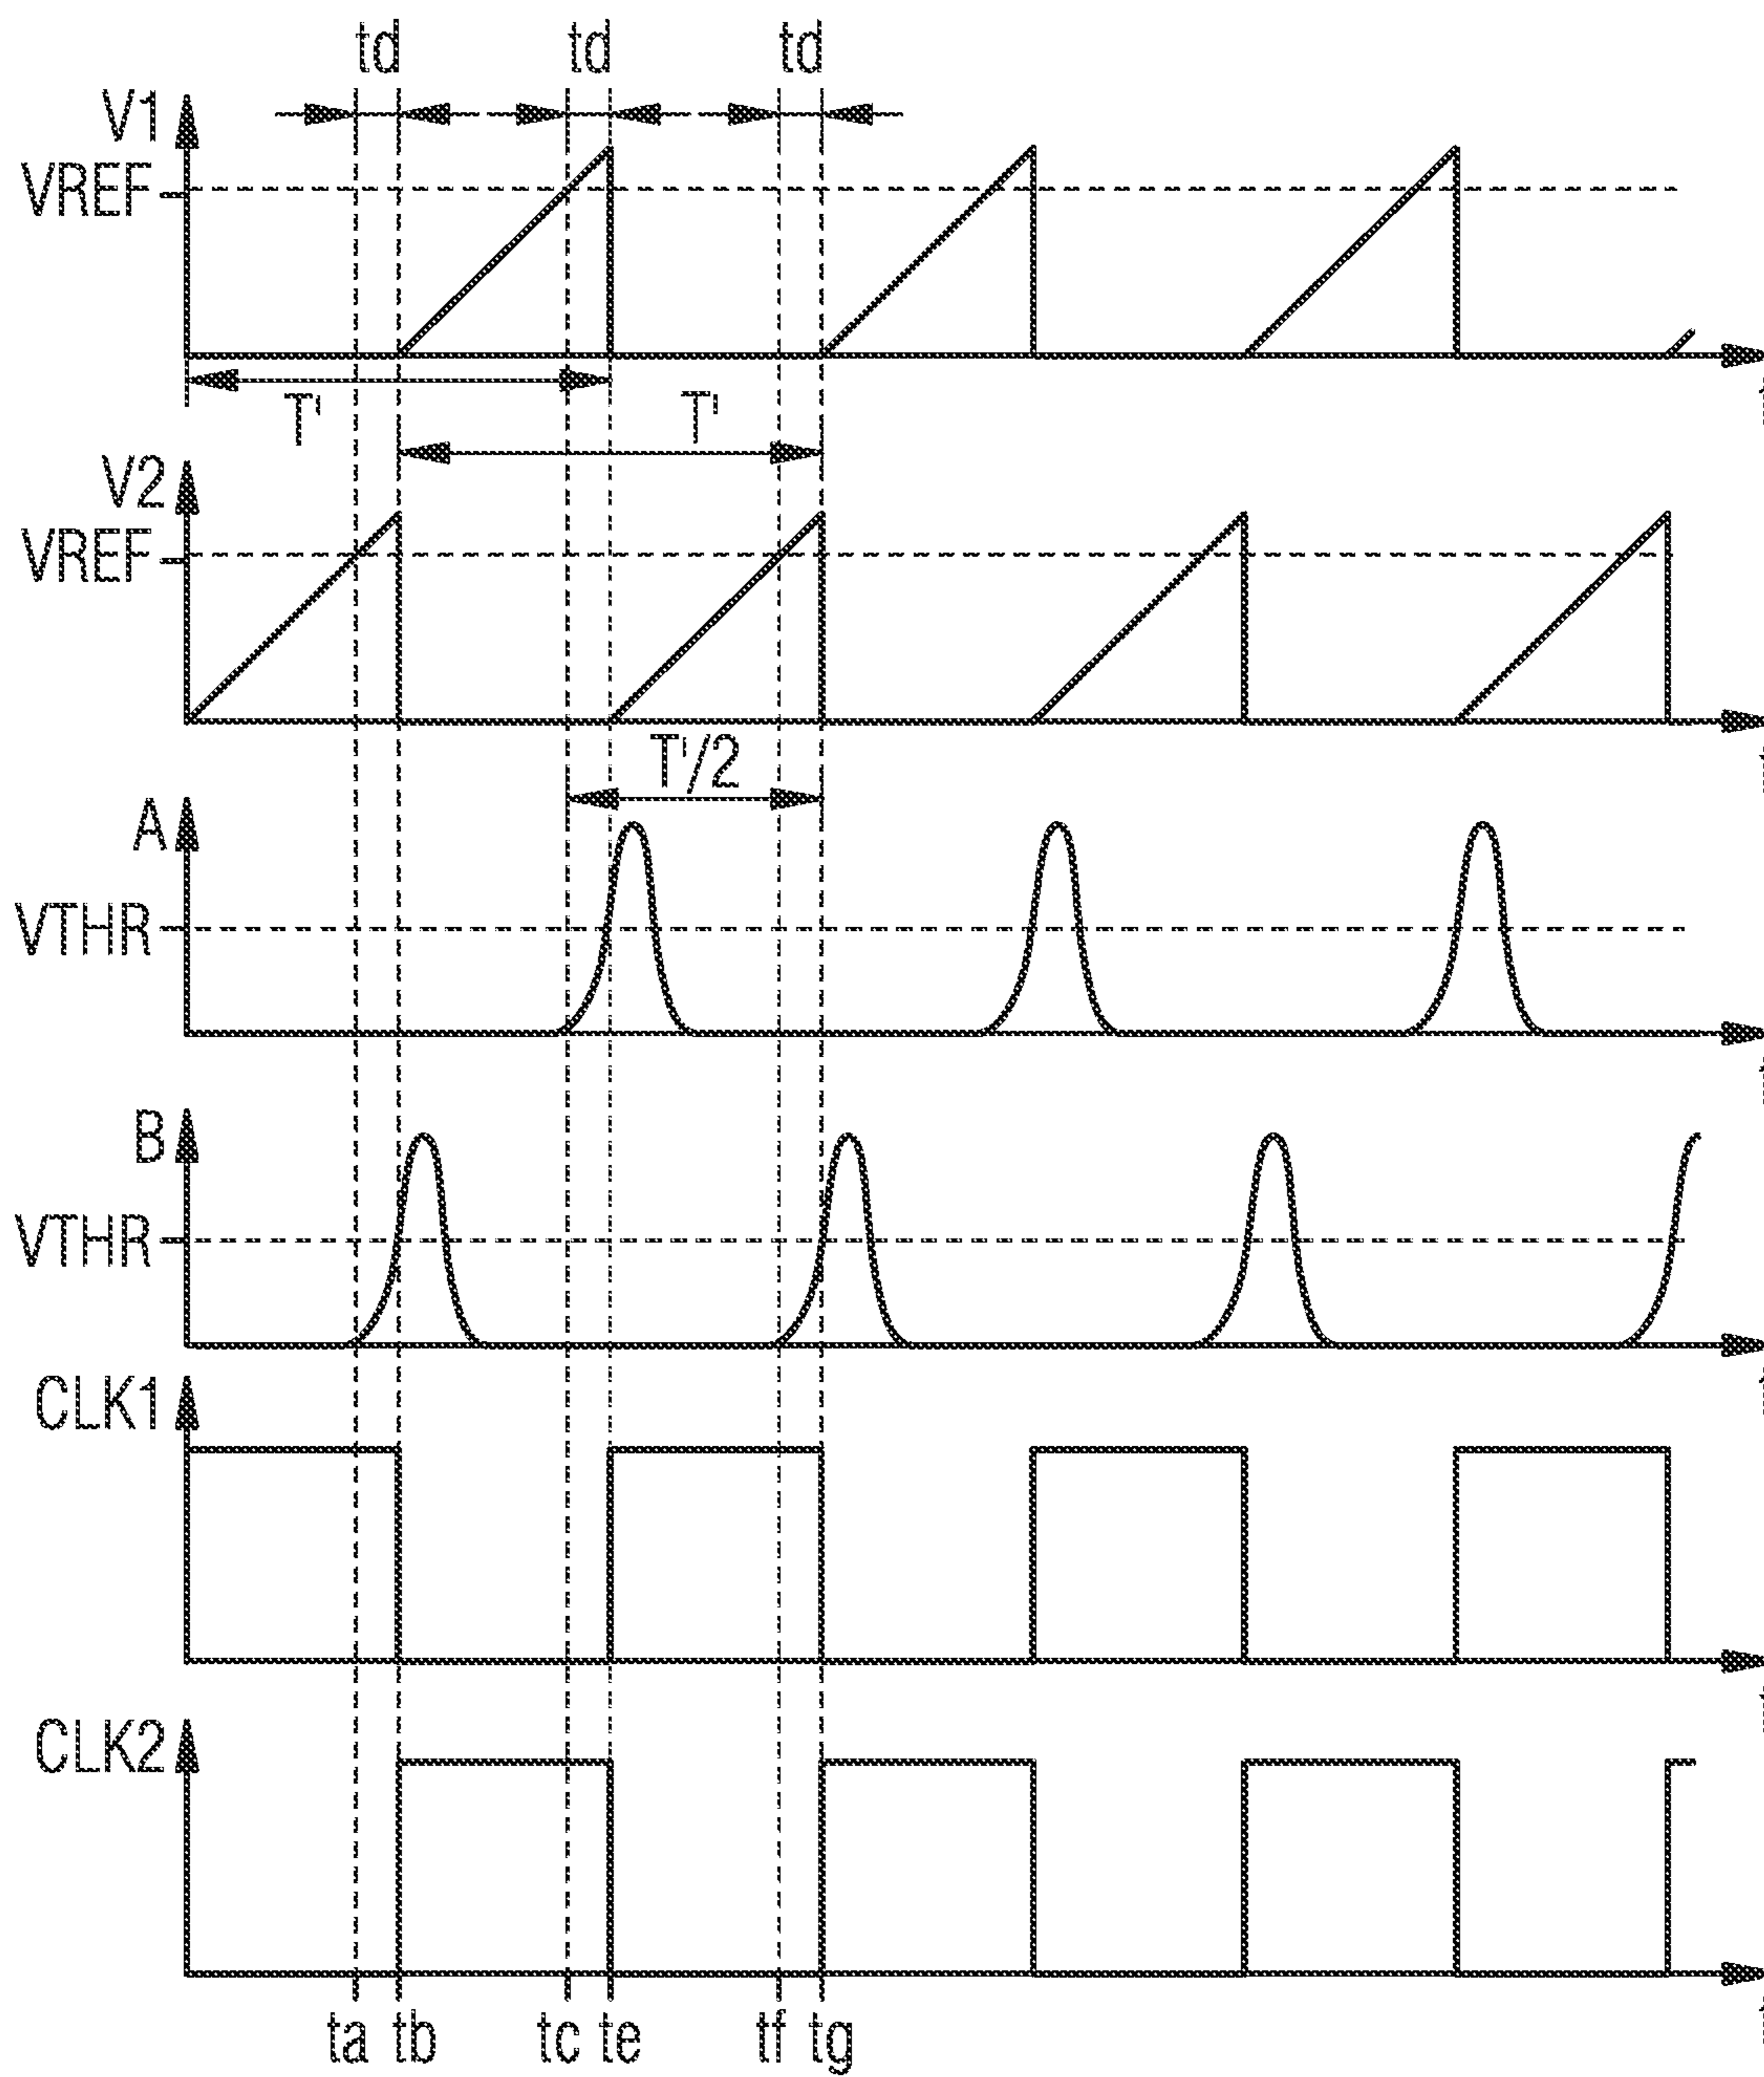 td td td
V1
VREF
T' T'
V2
VREF
T'/2
A
VTHR
B
VTHR
CLK1
CLK2
ta tb tc te tf tg